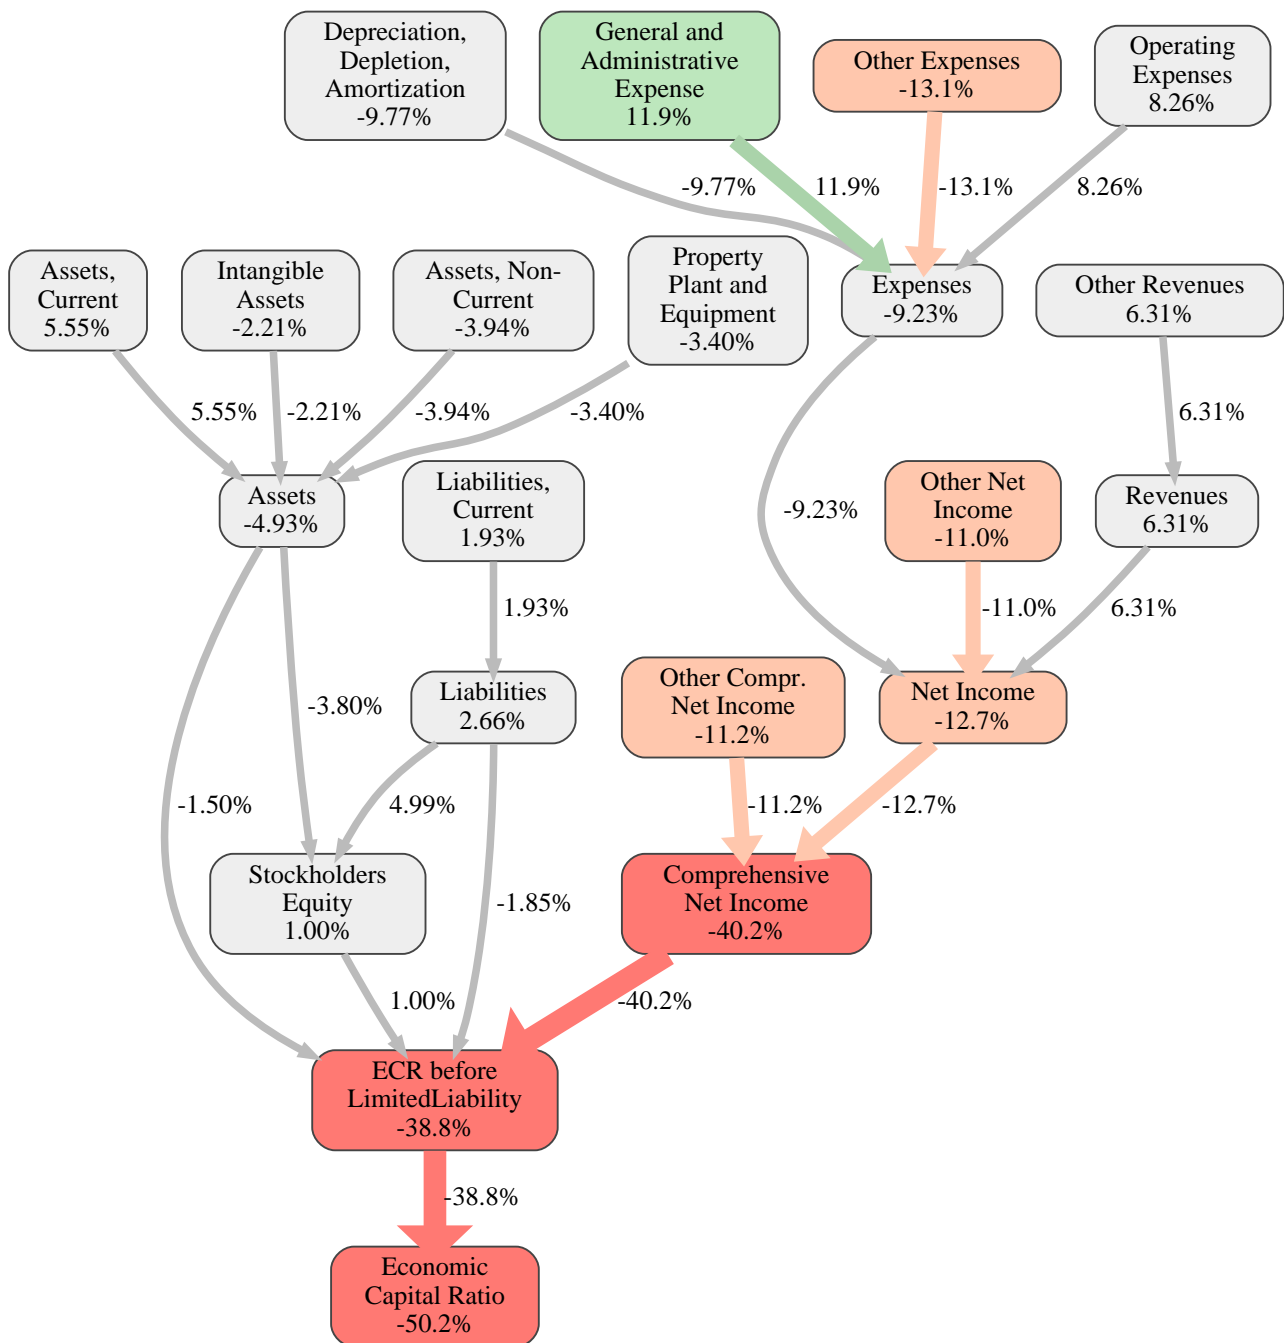 Depreciation,
Depletion,
Amortization
-9.77%
General and
Administrative
Expense
11.9%
Other Expenses
-13.1%
Operating
Expenses
8.26%
-9.77%
11.9%
-13.1%
8.26%
Assets,
Current
5.55%
Intangible
Assets
-2.21%
Assets, Non-
Current
-3.94%
Property
Plant and
Equipment
-3.40%
Expenses
-9.23%
Other Revenues
6.31%
5.55%
-2.21%
-3.94%
-3.40%
6.31%
Assets
-4.93%
Liabilities,
Current
1.93%
-9.23%
Other Net
Income
-11.0%
Revenues
6.31%
1.93%
-11.0%
6.31%
Liabilities
2.66%
Other Compr.
Net Income
-11.2%
Net Income
-12.7%
-3.80%
-1.50%
4.99%
-11.2%
-12.7%
Stockholders
Equity
1.00%
-1.85%
Comprehensive
Net Income
-40.2%
1.00%
-40.2%
ECR before
LimitedLiability
-38.8%
-38.8%
Economic
Capital Ratio
-50.2%